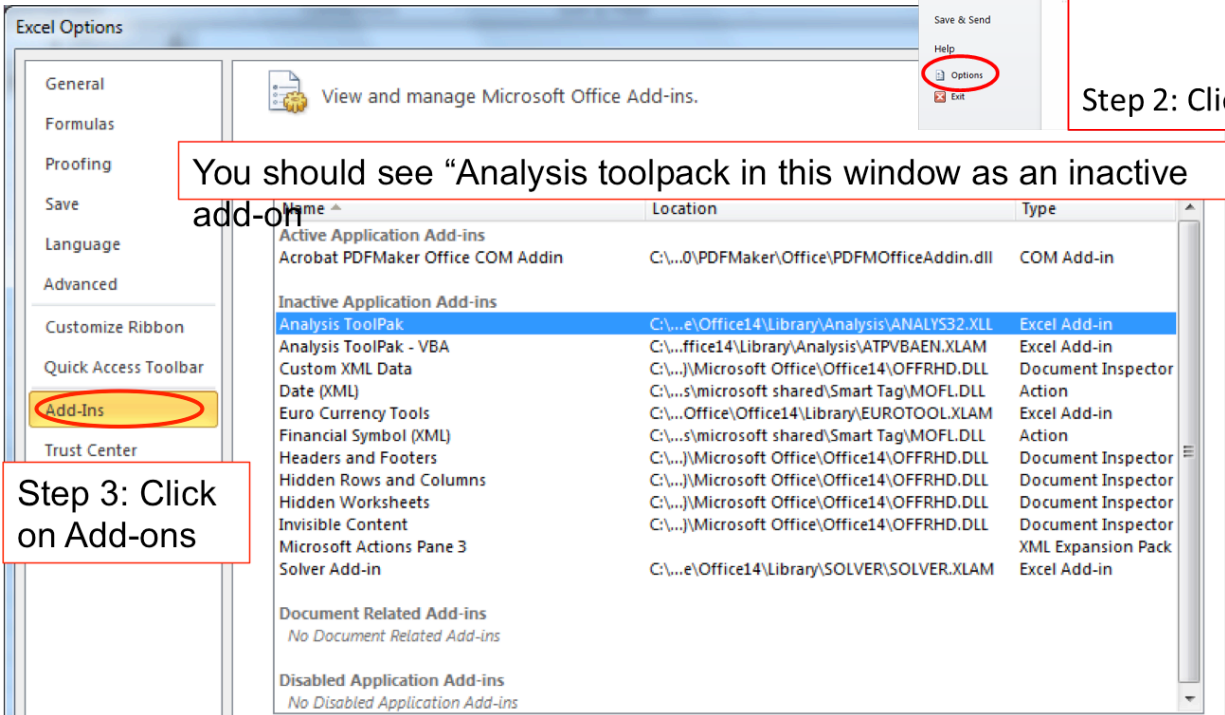 Excel Options
Save & Send
Help
Options
Exit
Step 2: Cli
General
Formulas
Proofing
Save
Language
Advanced
Customize Ribbon
Quick Access Toolbar
Add-Ins
Trust Center
Step 3: Click
on Add-ons
View and manage Microsoft Office Add-ins.
You should see “Analysis toolpack in this window as an inactive
add-on
Name Location Type
Active Application Add-ins
Acrobat PDFMaker Office COM Addin C:\...0\PDFMaker\Office\PDFMOfficeAddin.dll COM Add-in
Inactive Application Add-ins
Analysis ToolPak C:\...e\Office14\Library\Analysis\ANALYS32.XLL Excel Add-in
Analysis ToolPak - VBA C:\...ffice14\Library\Analysis\ATPVBAEN.XLAM Excel Add-in
Custom XML Data C:\...)\Microsoft Office\Office14\OFFRHD.DLL Document Inspector
Date (XML) C:\...s\microsoft shared\Smart Tag\MOFL.DLL Action
Euro Currency Tools C:\...Office\Office14\Library\EUROTOOL.XLAM Excel Add-in
Financial Symbol (XML) C:\...s\microsoft shared\Smart Tag\MOFL.DLL Action
Headers and Footers C:\...)\Microsoft Office\Office14\OFFRHD.DLL Document Inspector
Hidden Rows and Columns C:\...)\Microsoft Office\Office14\OFFRHD.DLL Document Inspector
Hidden Worksheets C:\...)\Microsoft Office\Office14\OFFRHD.DLL Document Inspector
Invisible Content C:\...)\Microsoft Office\Office14\OFFRHD.DLL Document Inspector
Microsoft Actions Pane 3 XML Expansion Pack
Solver Add-in C:\...e\Office14\Library\SOLVER\SOLVER.XLAM Excel Add-in
Document Related Add-ins
No Document Related Add-ins
Disabled Application Add-ins
No Disabled Application Add-ins